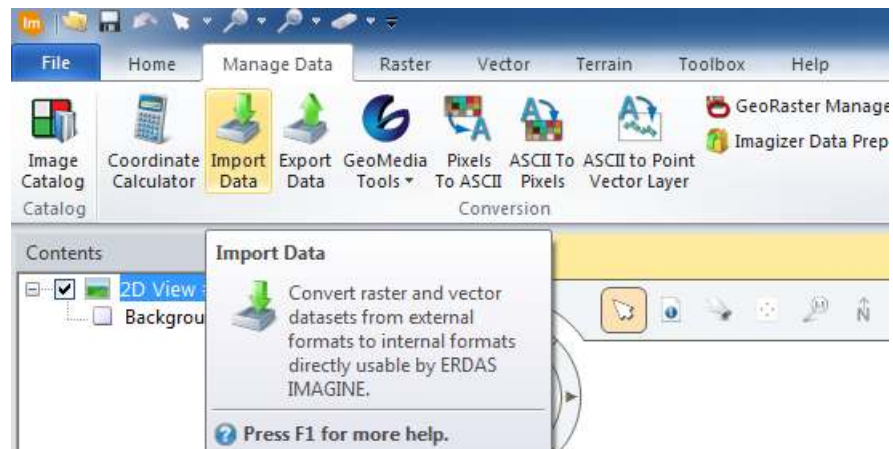 Im
File Home Manage Data Raster Vector Terrain Toolbox Help
Image Catalog
Coordinate Calculator
Import Data
Export Data
GeoMedia Tools
Pixels To ASCII
ASCII To Pixels
ASCII to Point Vector Layer
GeoRaster Manage
Imagizer Data Prep
Catalog
Conversion
Contents
2D View
Backgrou
Import Data
Convert raster and vector
datasets from external
formats to internal formats
directly usable by ERDAS
IMAGINE.
Press F1 for more help.
N